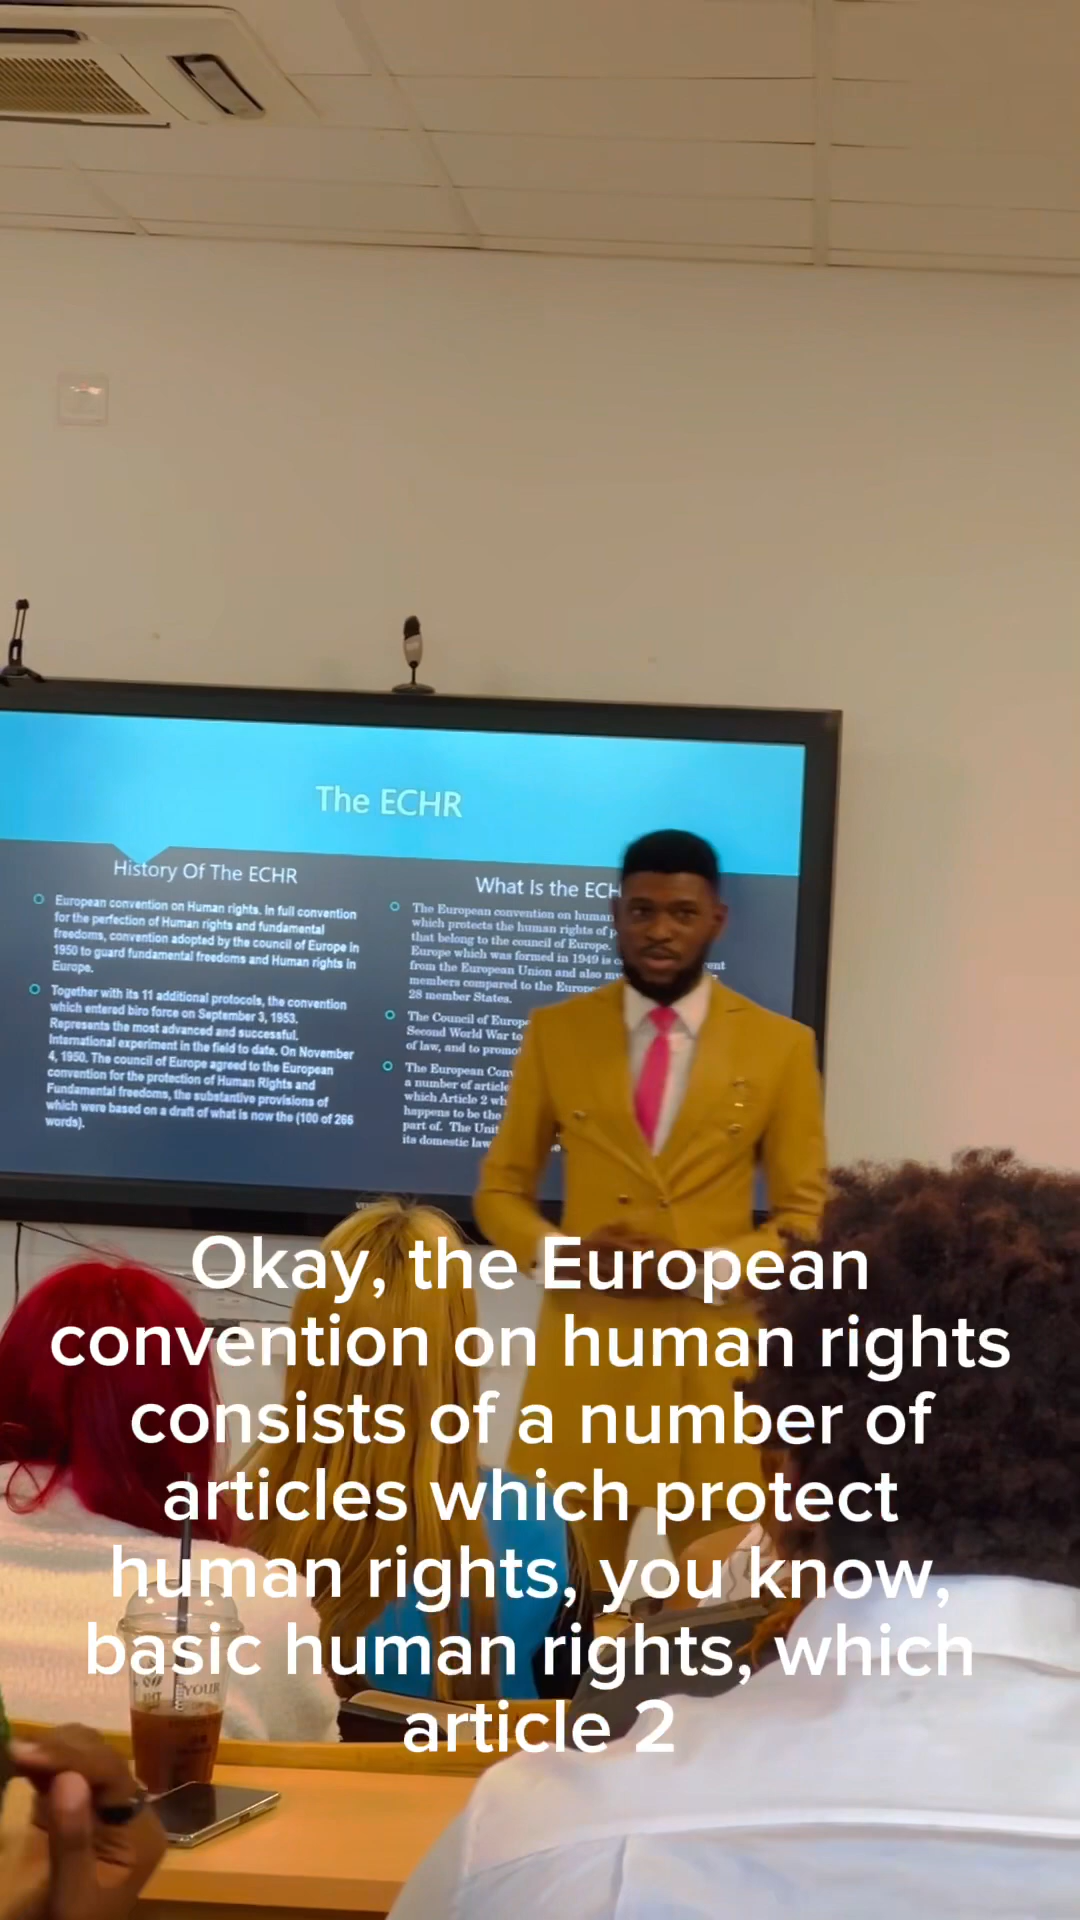 The ECHR
History Of The ECHR
European convention on Human rights. In full convention
for the perfection of Human rights and fundamental
freedoms, convention adopted by the council of Europe in
1950 to guard fundamental freedoms and Human rights in
Europe.
Together with its 11 additional protocols, the convention
which entered biro force on September 3, 1953.
Represents the most advanced and successful.
International experiment in the field to date. On November
4, 1950. The council of Europe agreed to the European
convention for the protection of Human Rights and
Fundamental freedoms, the substantive provisions of
which were based on a draft of what is now the (100 of 266
words).
What Is the ECH
The European convention on human
which protects the human rights of p
that belong to the council of Europe.
Europe which was formed in 1949 is
from the European Union and also
members compared to the Europe
28 member States.
The Council of Europe
Second World War to
of law, and to promo
The European Con
a number of article
which Article 2 wh
happens to be the
part of. The Unit
its domestic law
Okay, the European
convention on human rights
consists of a number of
articles which protect
human rights, you know,
basic human rights, which
article 2
YOUR